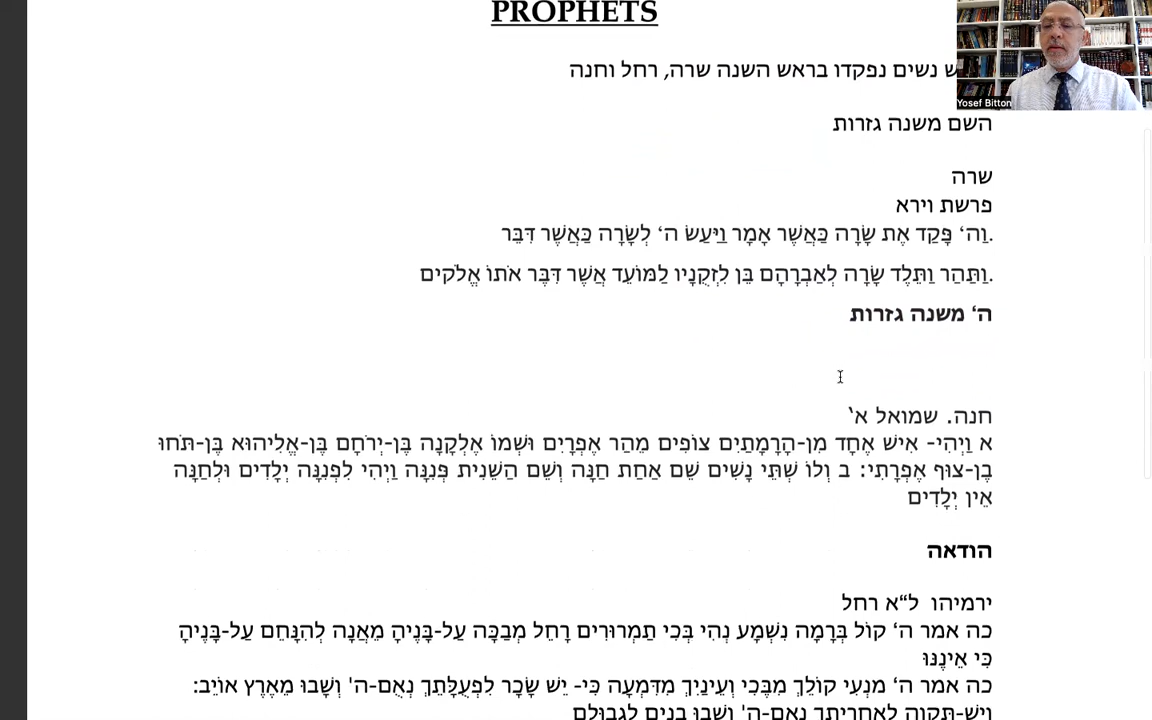 PROPHETS
Yosef Bitton
נשים נפקדו בראש השנה שרה, רחל וחנה
השם משנה גזרות
שרה
פרשת וירא
.וַה‘ פָּקַד אֶת שָׂרָה כַּאֲשֶׁר אָמָר וַיַּעַשׂ ה‘ לְשָׂרָה כַּאֲשֶׁר דִּבֵּר
.וַתַּהַר וַתֵּלֶד שָׂרָה לְאַבְרָהָם בֵּן לִזְקֻנָיו לַמּוֹעֵד אֲשֶׁר דִּבֶּר אֹתוֹ אֱלֹקים
ה‘ משנה גזרות
חנה. שמואל א‘
א וַיְהִי- אִישׁ אֶחָד מִן-הָרָמָתַיִם צוֹפִים מֵהַר אֶפְרָיִם וּשְׁמוֹ אֶלְקָנָה בֶּן-יְרֹחָם בֶּן-אֱלִיהוּא בֶּן-תֹּחוּ
בֶן-צוּף אֶפְרָתִי: ב וְלוֹ שְׁתֵּי נָשִׁים שֵׁם אַחַת חַנָּה וְשֵׁם הַשֵּׁנִית פְּנִנָּה וַיְהִי לִפְנִנָּה יְלָדִים וּלְחַנָּה
אֵין יְלָדִים
הודאה
ירמיהו ל“א רחל
כה אמר ה‘ קוֹל בְּרָמָה נִשְׁמָע נְהִי בְּכִי תַמְרוּרִים רָחֵל מְבַכָּה עַל-בָּנֶיהָ מֵאֲנָה לְהִנָּחֵם עַל-בָּנֶיהָ
כִּי אֵינֶנּוּ
כה אמר ה‘ מִנְעִי קוֹלֵךְ מִבֶּכִי וְעֵינַיִךְ מִדִּמְעָה כִּי- יֵשׁ שָׂכָר לִפְעֻלָּתֵךְ נְאֻם-ה' וְשָׁבוּ מֵאֶרֶץ אוֹיֵב:
וְיֵשׁ-תִּקְוָה לְאַחֲרִיתֵךְ נְאֻם-ה' וְשָׁבוּ בָנִים לִגְבוּלָם